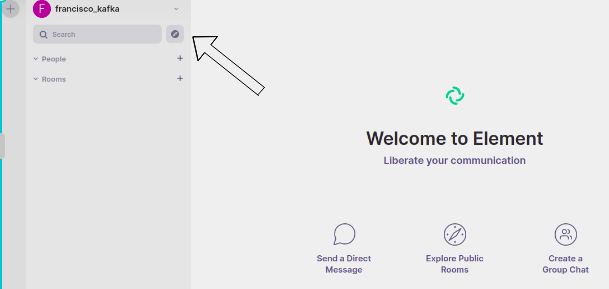 F francisco_kafka
Search
People
Rooms
Welcome to Element
Liberate your communication
Send a Direct
Message
Explore Public
Rooms
Create a
Group Chat